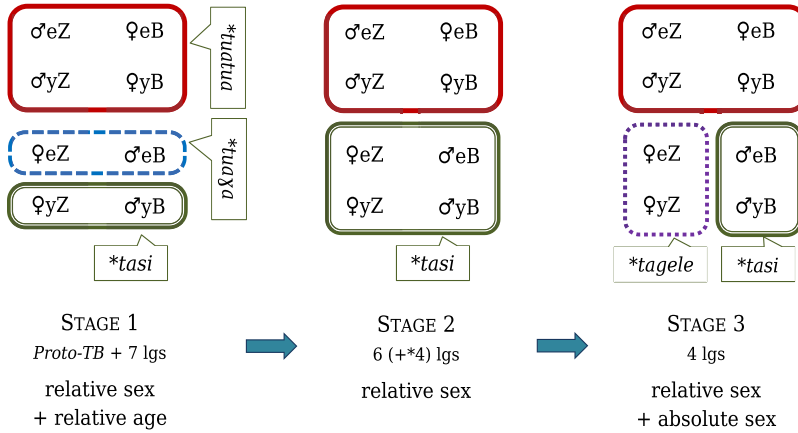 ♂eZ ♀eB
♂yZ ♀yB
*tuatua
♀eZ ♂eB
*tuaɣa
♀yZ ♂yB
*tasi
STAGE 1
Proto-TB + 7 lgs
relative sex
+ relative age
♂eZ ♀eB
♂yZ ♀yB
♀eZ ♂eB
♀yZ ♂yB
*tasi
STAGE 2
6 (+*4) lgs
relative sex
♂eZ ♀eB
♂yZ ♀yB
♀eZ ♂eB
♀yZ ♂yB
*tagele *tasi
STAGE 3
4 lgs
relative sex
+ absolute sex